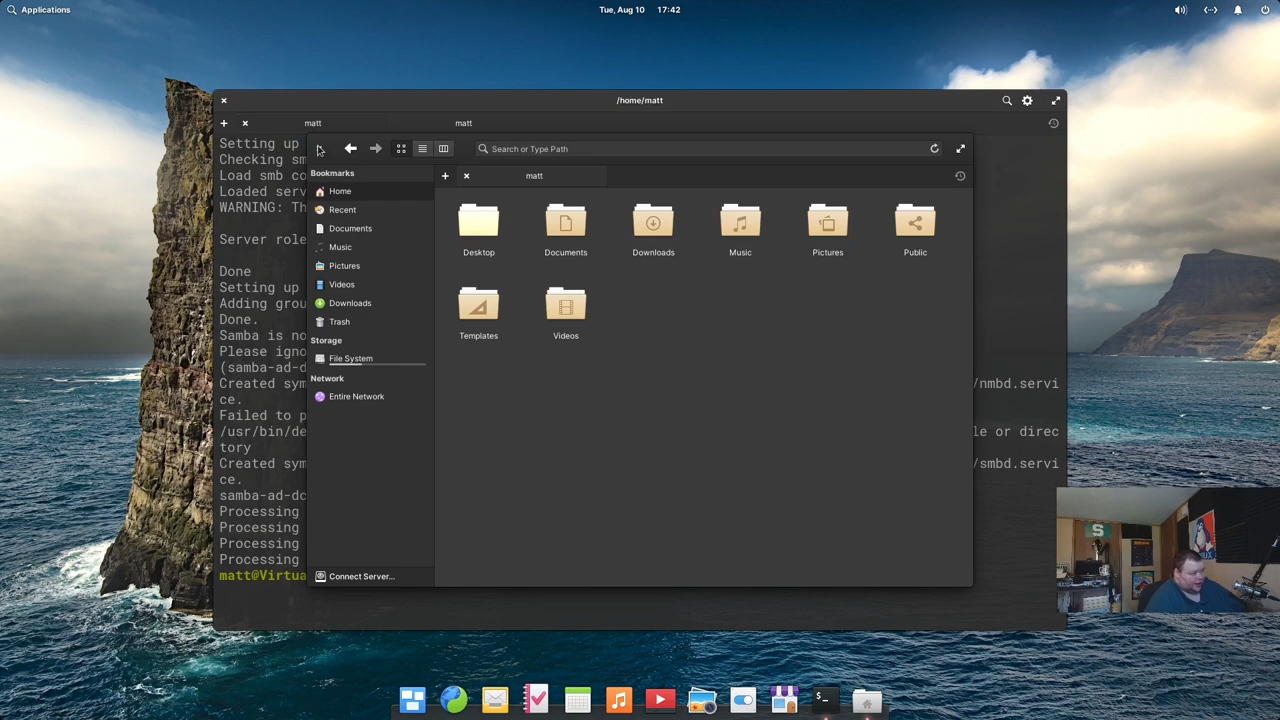 Applications
Tue, Aug 10 17:42
/home/matt
matt matt
Setting up
Checking sm
Load smb co
Loaded serv
WARNING: Th
Server role
Done
Setting up
Adding grou
Done.
Samba is no
Please igno
(samba-ad-d
Created sym /nmbd.servi
ce.
Failed to p
/usr/bin/de le or direc
tory
Created sym /smbd.servi
ce.
samba-ad-dc
Processing
Processing
Processing
Processing
matt@Virtua
Search or Type Path
matt
Bookmarks
Home
Recent
Documents
Music
Pictures
Videos
Downloads
Trash
Storage
File System
Network
Entire Network
Connect Server...
Desktop Documents Downloads Music Pictures Public
Templates Videos
S